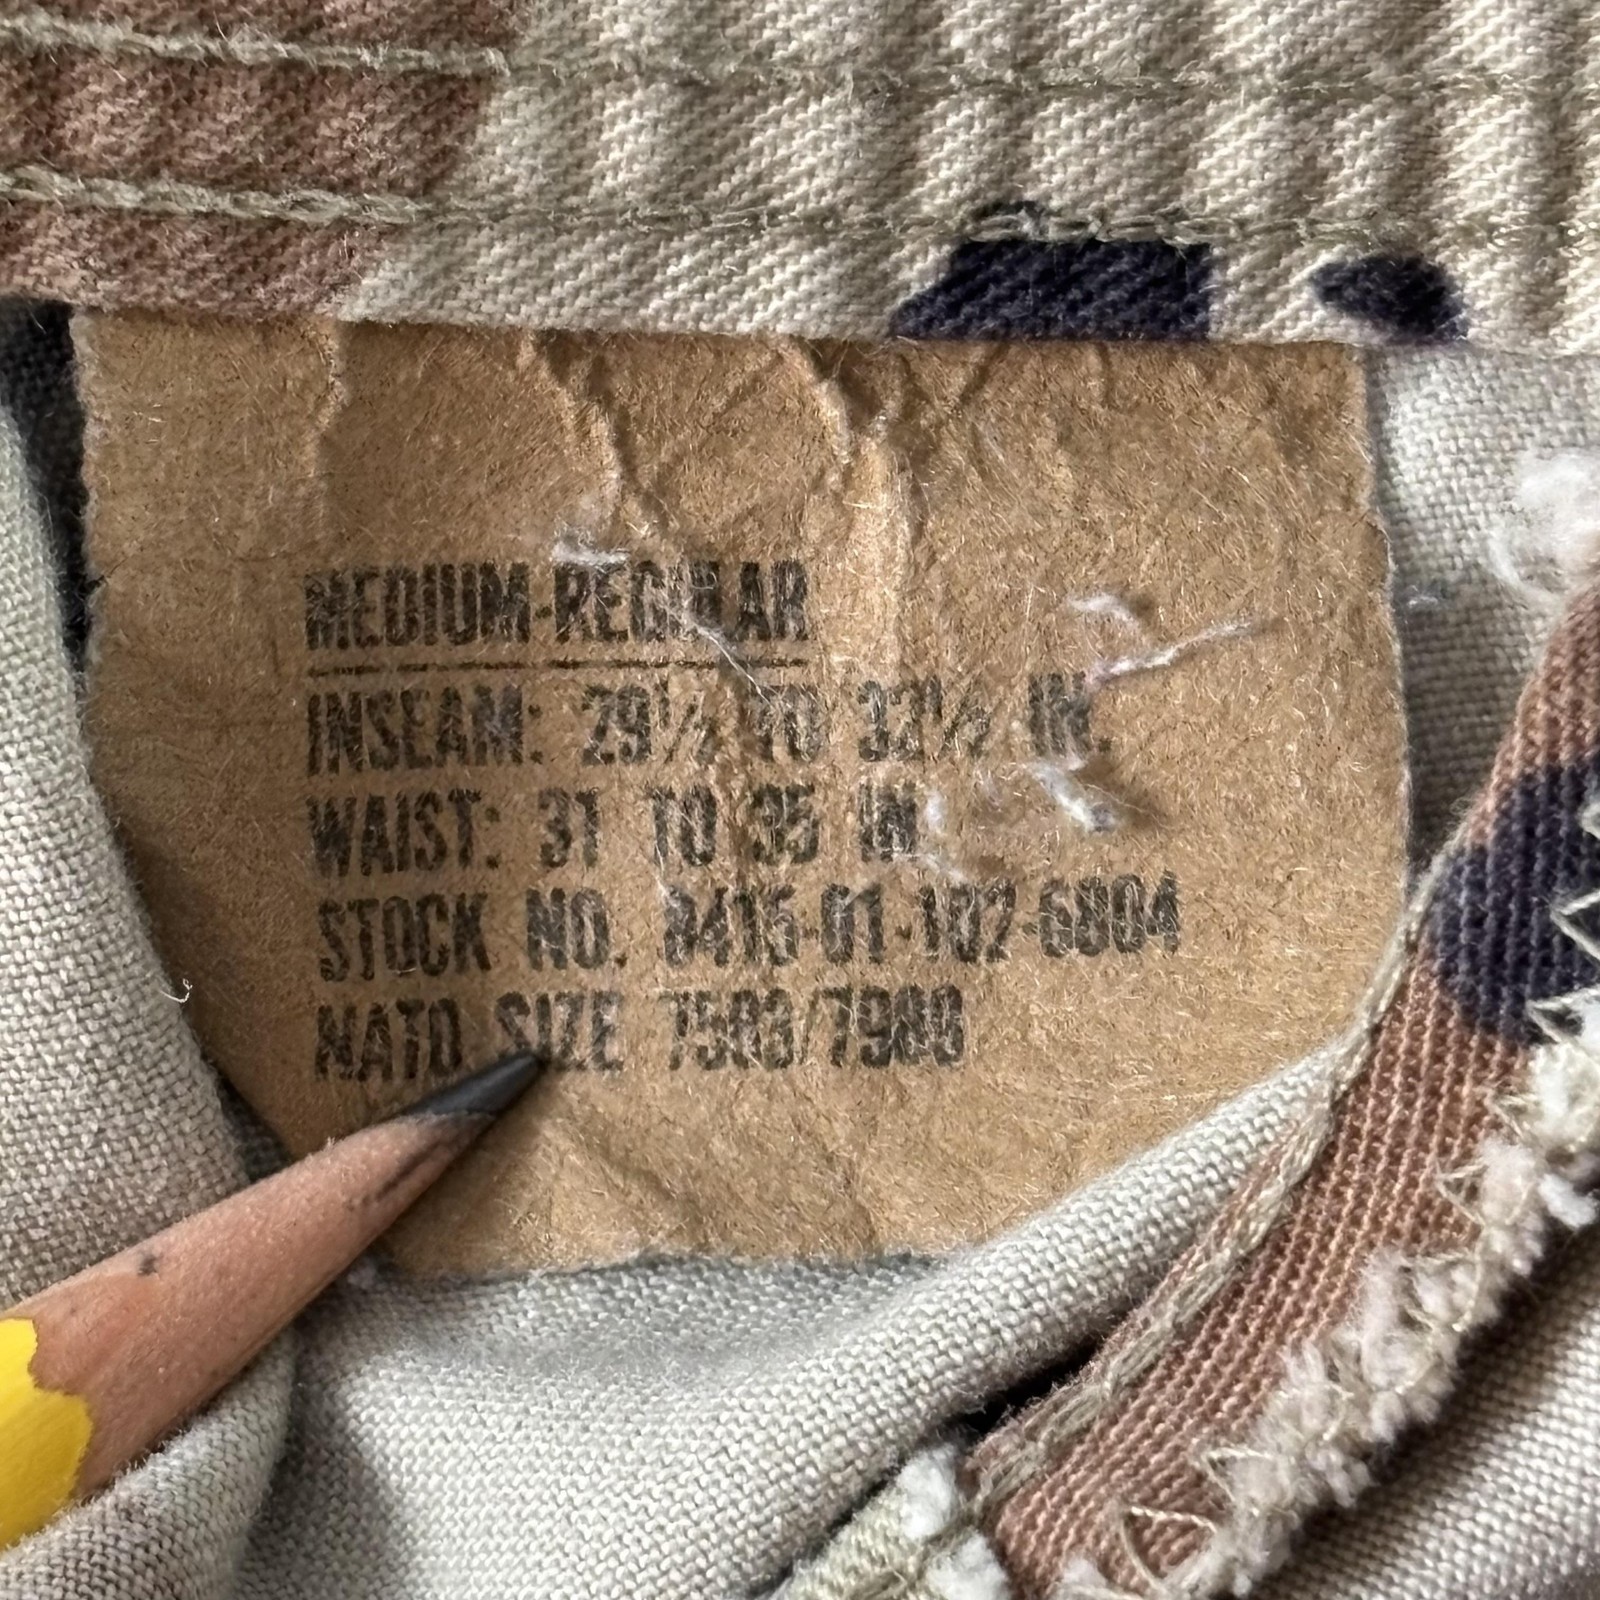 MEDIUM-REGULAR
INSEAM: 29½ TO 32½ IN.
WAIST: 31 TO 35 IN.
STOCK NO. 8415-01-102-6804
NATO SIZE 7583/7988